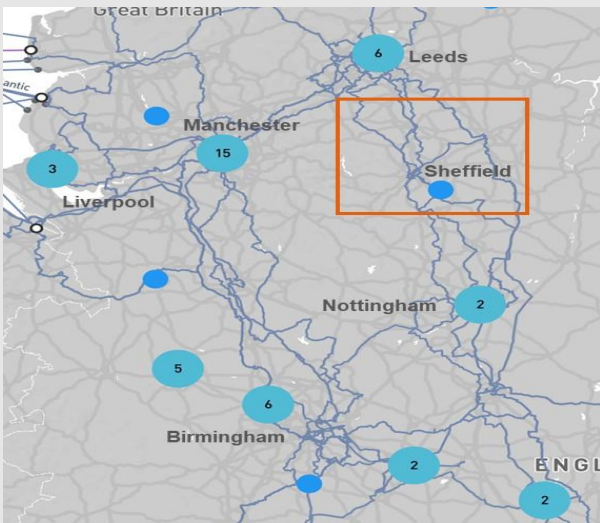 Great Britain
6
Leeds
antic
Manchester
15
3
Sheffield
Liverpool
Nottingham
2
5
6
Birmingham
2
ENGL
2